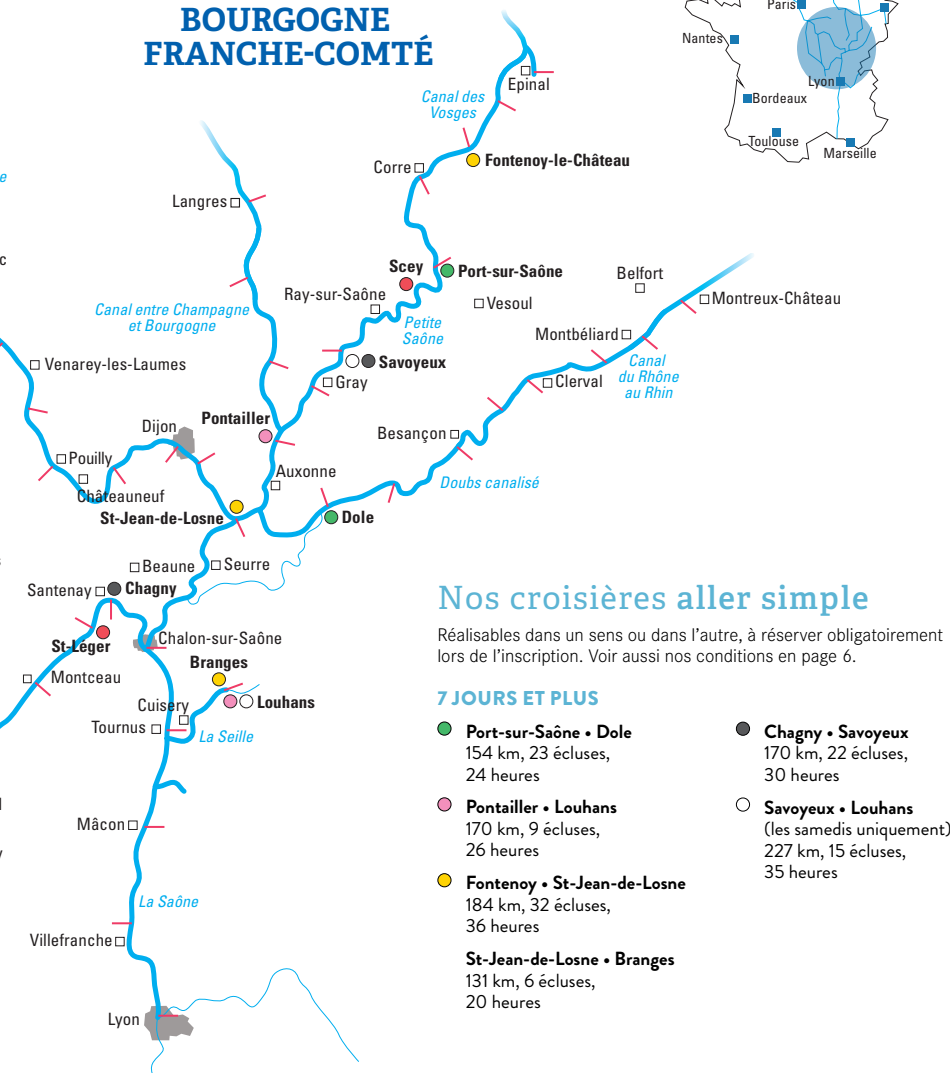 BOURGOGNE
FRANCHE-COMTÉ
Paris
Nantes
Lyon
Bordeaux
Toulouse
Marseille
Epinal
Canal des
Vosges
Fontenoy-le-Château
Corre
Langres
Scey
Port-sur-Saône
Belfort
Ray-sur-Saône
Vesoul
Montreux-Château
Canal entre Champagne
et Bourgogne
Petite
Saône
Montbéliard
Venarey-les-Laumes
Savoyeux
Canal
du Rhône
au Rhin
Gray
Clerval
Pontailler
Dijon
Besançon
Pouilly
Auxonne
Châteauneuf
Doubs canalisé
St-Jean-de-Losne
Dole
Beaune
Seurre
Santenay
Chagny
St-Léger
Chalon-sur-Saône
Branges
Montceau
Cuisery
Louhans
Tournus
La Seille
Mâcon
La Saône
Villefranche
Lyon
Nos croisières aller simple
Réalisables dans un sens ou dans l'autre, à réserver obligatoirement
lors de l'inscription. Voir aussi nos conditions en page 6.
7 JOURS ET PLUS
Port-sur-Saône • Dole
154 km, 23 écluses,
24 heures
Pontailler • Louhans
170 km, 9 écluses,
26 heures
Fontenoy • St-Jean-de-Losne
184 km, 32 écluses,
36 heures
St-Jean-de-Losne • Branges
131 km, 6 écluses,
20 heures
Chagny • Savoyeux
170 km, 22 écluses,
30 heures
Savoyeux • Louhans
(les samedis uniquement)
227 km, 15 écluses,
35 heures